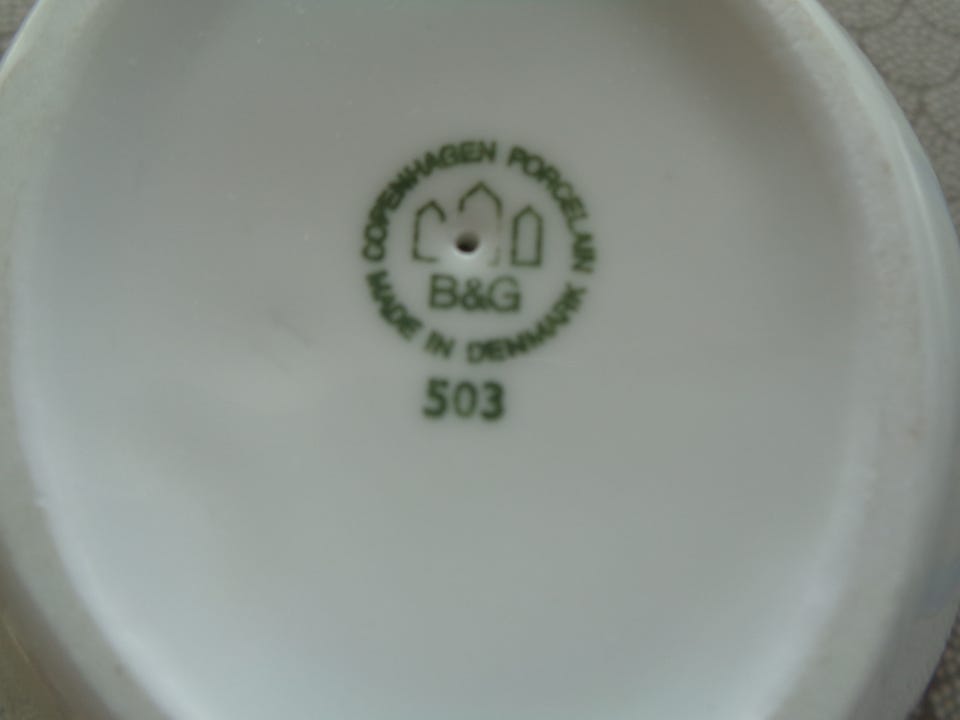 COPENHAGEN PORCELAIN
B&G
MADE IN DENMARK
503